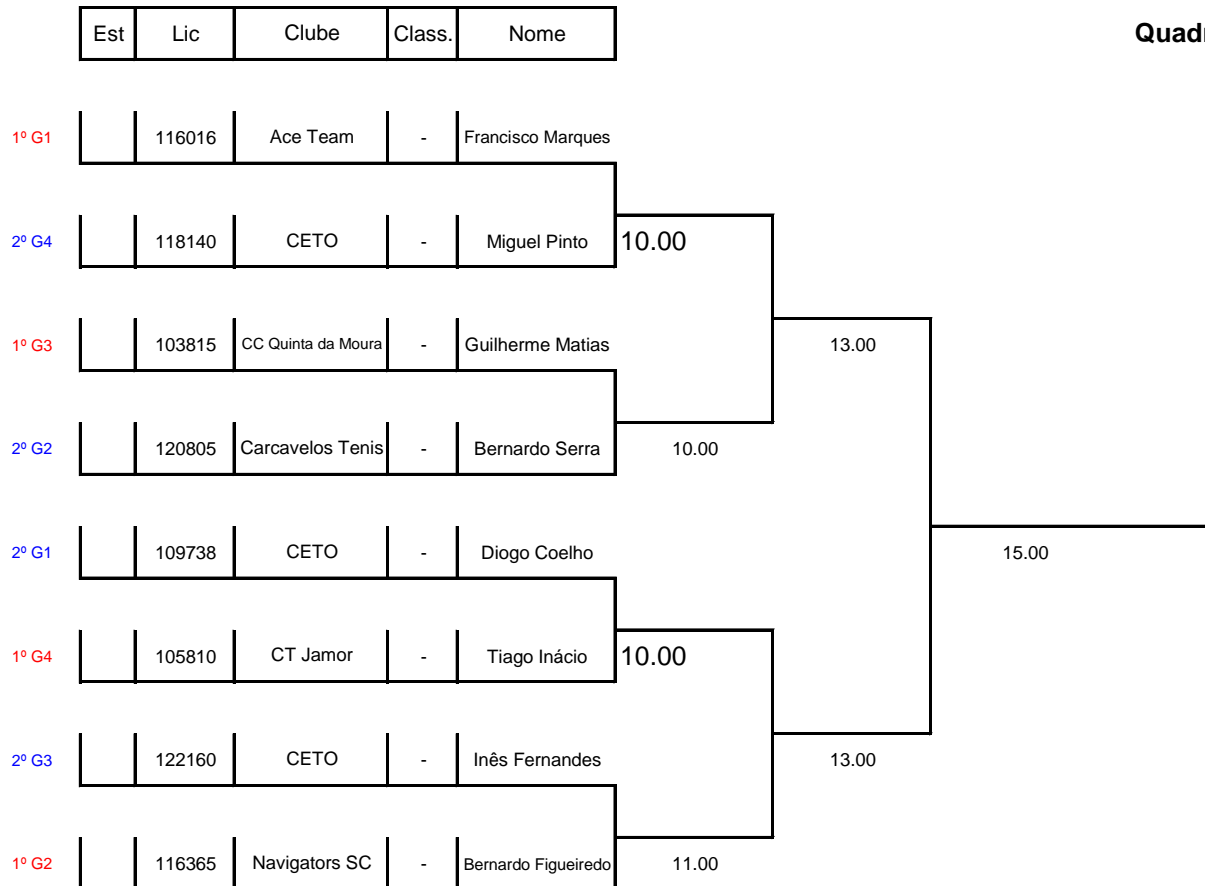 Est Lic Clube Class. Nome
Quadr
1º G1 116016 Ace Team - Francisco Marques
2º G4 118140 CETO - Miguel Pinto 10.00
1º G3 103815 CC Quinta da Moura - Guilherme Matias 13.00
2º G2 120805 Carcavelos Tenis - Bernardo Serra 10.00
2º G1 109738 CETO - Diogo Coelho 15.00
1º G4 105810 CT Jamor - Tiago Inácio 10.00
2º G3 122160 CETO - Inês Fernandes 13.00
1º G2 116365 Navigators SC - Bernardo Figueiredo 11.00